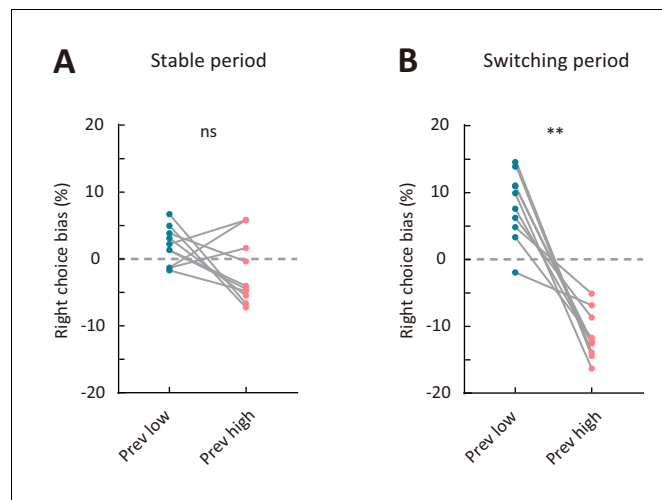 A
Stable period
ns
Right choice bias (%)
20
10
0
-10
-20
Prev low
Prev high
B
Switching period
**
Right choice bias (%)
20
10
0
-10
-20
Prev low
Prev high